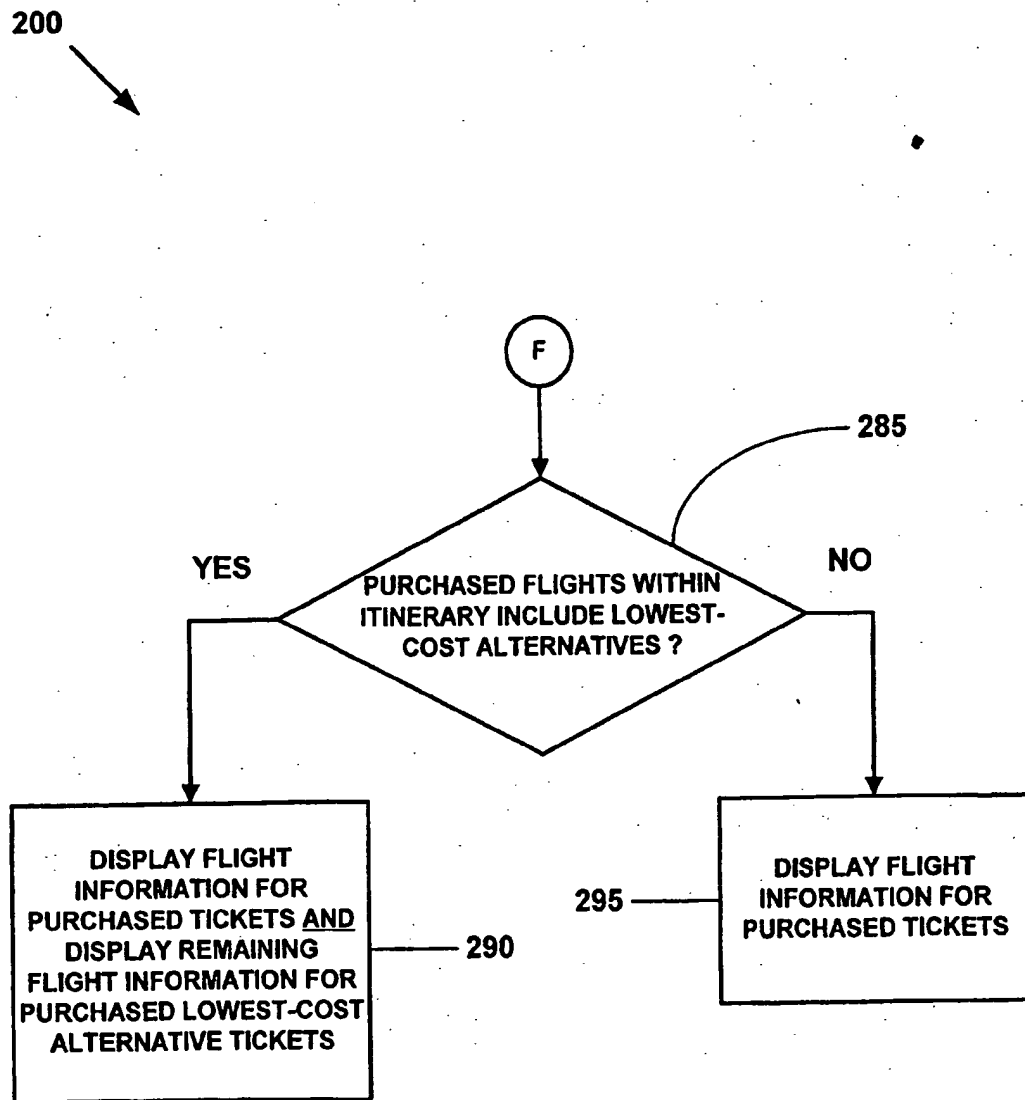 200
F
285
YES
NO
PURCHASED FLIGHTS WITHIN
ITINERARY INCLUDE LOWEST-
COST ALTERNATIVES ?
DISPLAY FLIGHT
INFORMATION FOR
PURCHASED TICKETS AND
DISPLAY REMAINING
FLIGHT INFORMATION FOR
PURCHASED LOWEST-COST
ALTERNATIVE TICKETS
290
295
DISPLAY FLIGHT
INFORMATION FOR
PURCHASED TICKETS